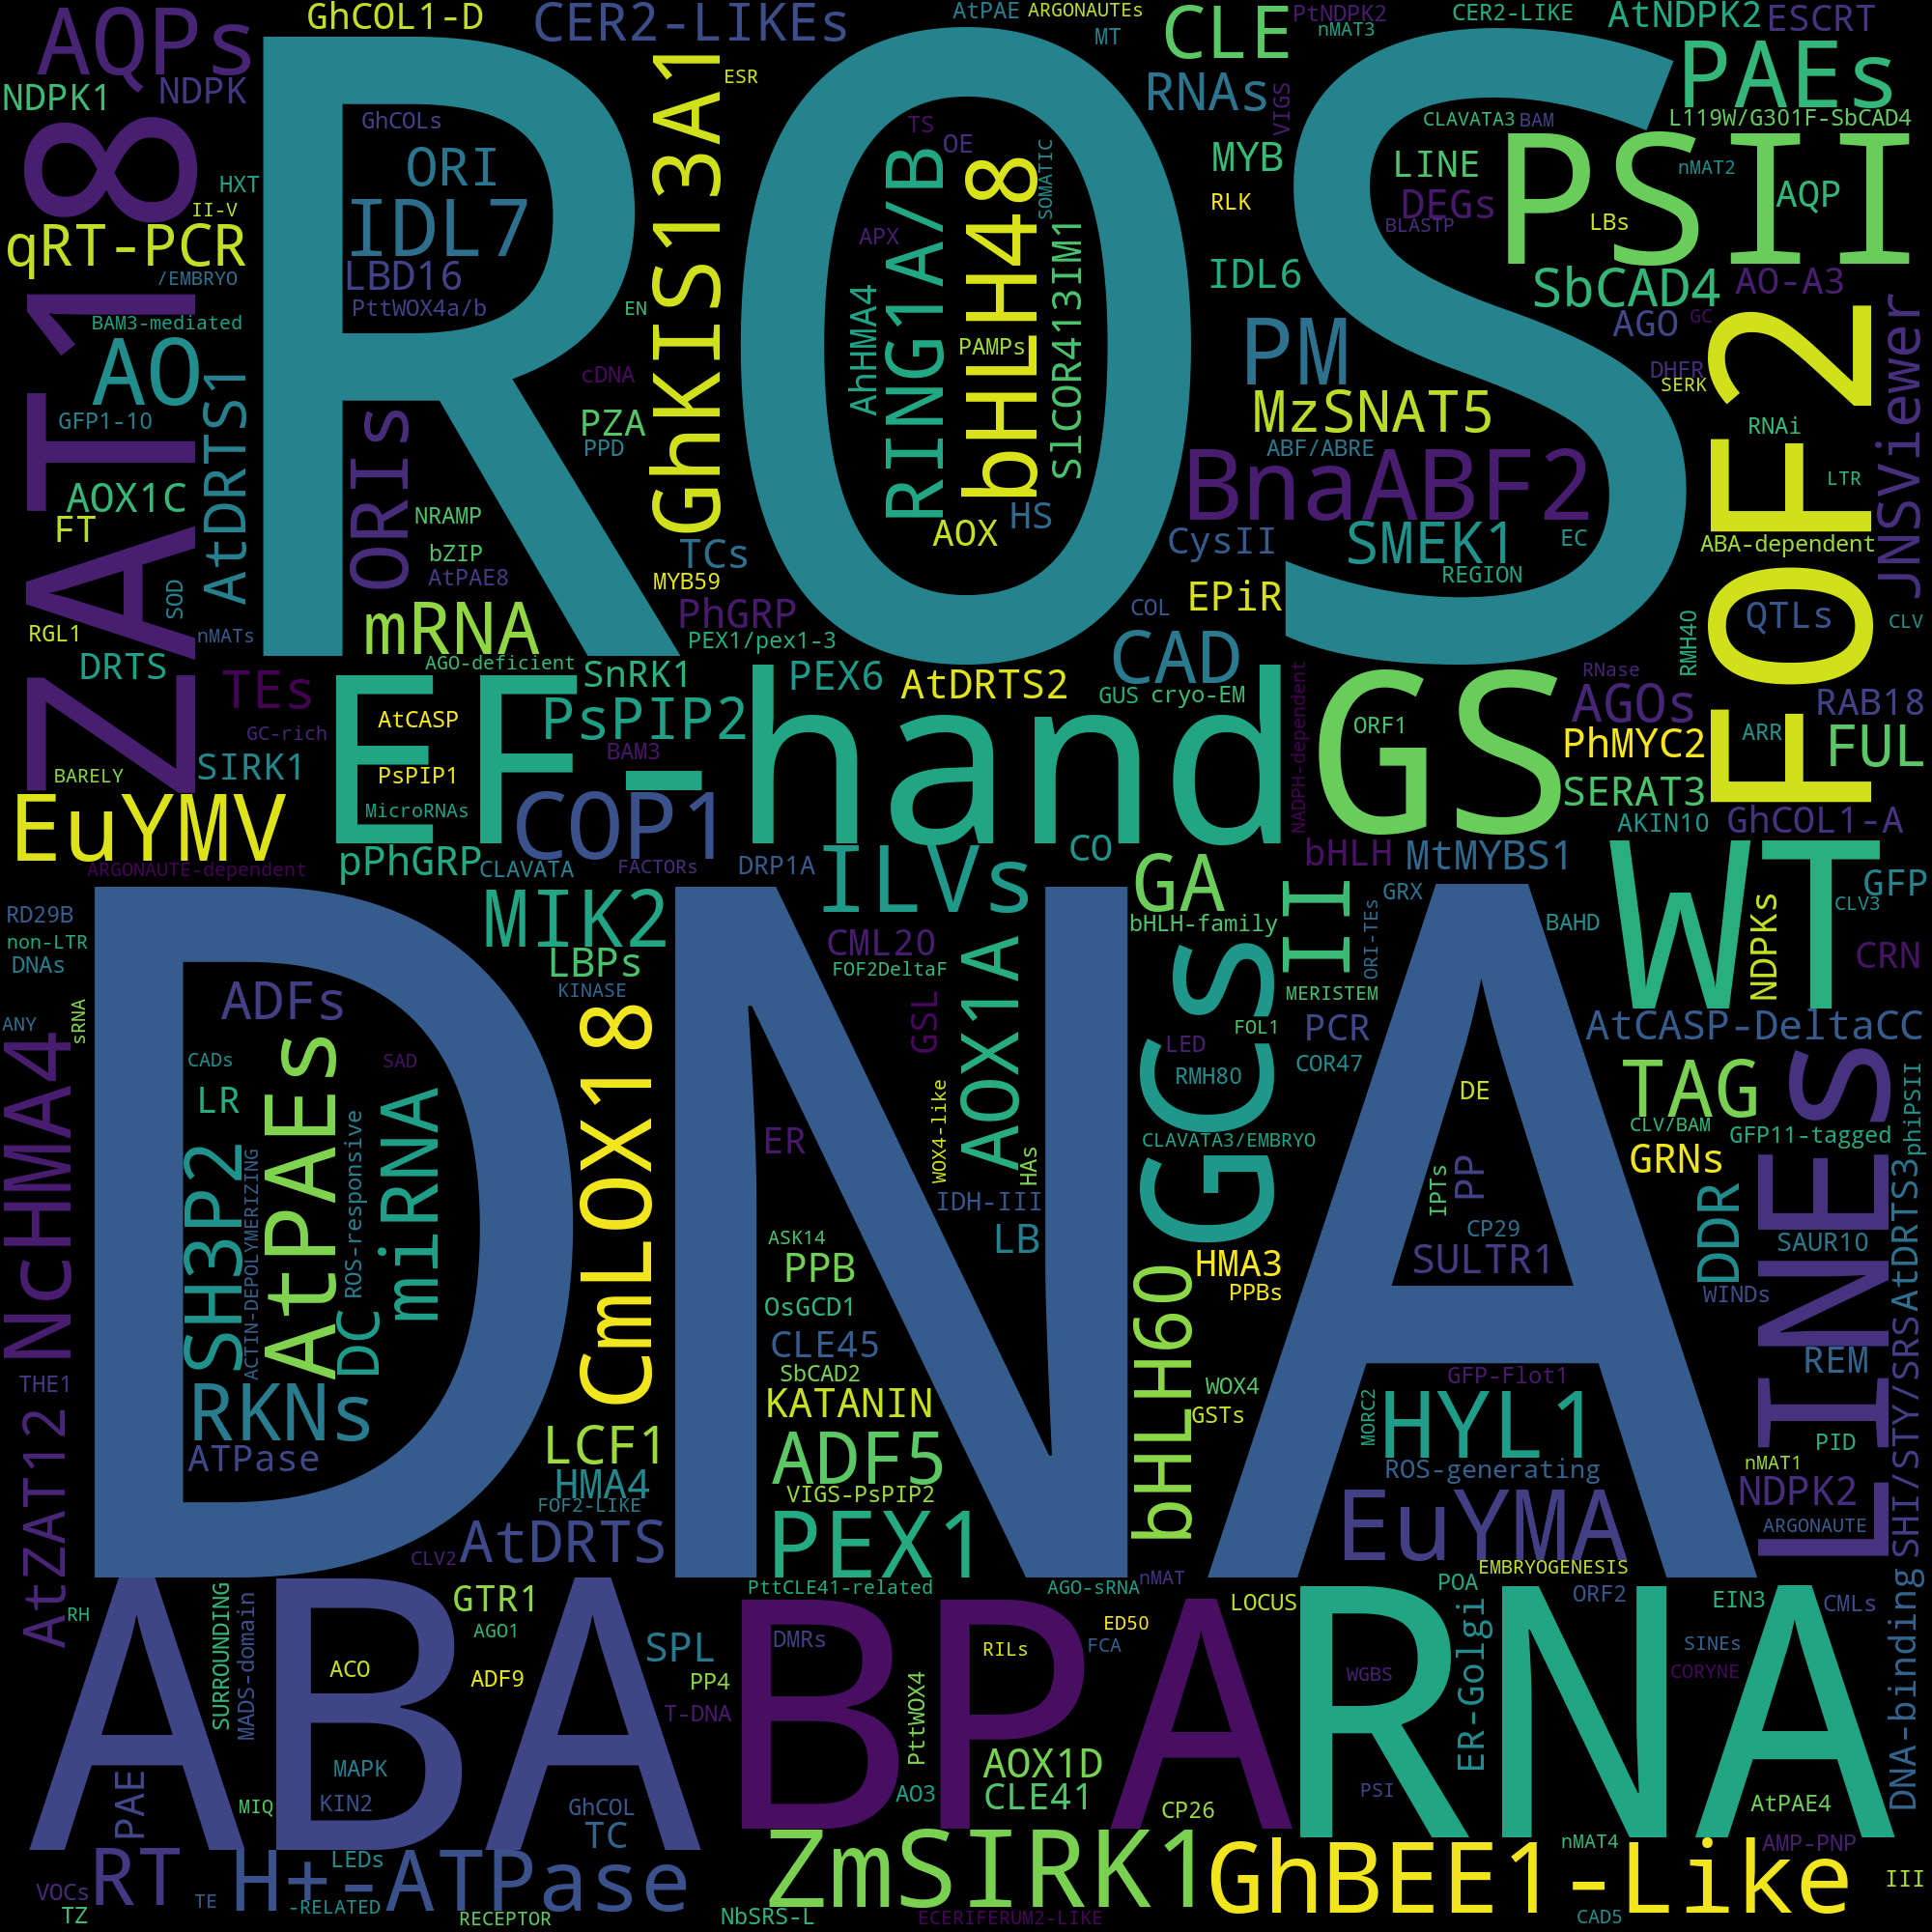 GhCOL1-D
CER2-LIKEs
AtPAE
ARGONAUTEs
MT
CLE
PtNDPK2
nMAT3
CER2-LIKE
AtNDPK2
ESCRT
AQPs
NDPK1
NDPK
ROS
ESR
RNAs
VIGS
PAEs
L119W/G301F-SbCAD4
ZAT18
GhCOLs
ORI
IDL7
LBD16
PttWOX4a/b
GhKIS13A1
TS
OE
APX
RING1A/B
bHLH48
SOMATIC
MYB
RLK
CLAVATA3
BAM
LINE
DEGs
BLASTP
PSII
nMAT2
AQP
LBs
HXT
II-V
qRT-PCR
/EMBRYO
IDL6
SbCAD4
AO-A3
AGO
GC
BAM3-mediated
AO
GFP1-10
AtDRTS1
EN
cDNA
PZA
PPD
AhHMA4
PAMPs
SlCOR413IM1
PM
MzSNAT5
ABF/ABRE
DHFR
SERK
FOF2
RNAi
LTR
JNSViewer
AOX1C
FT
ORIs
NRAMP
bZIP
AtPAE8
TCs
MYB59
AOX
HS
BnaABF2
CysII
SMEK1
EC
REGION
ABA-dependent
SOD
RGL1
nMATs
DRTS
mRNA
PhGRP
PEX1/pex1-3
COL
EPiR
CAD
QTLs
CLV
RMH40
TEs
GC-rich
AGO-deficient
SnRK1
PEX6
AtDRTS2
GUS
cryo-EM
NADPH-dependent
RNase
AGOs
RAB18
BARELY
SIRK1
EF-hand
AtCASP
PsPIP1
MicroRNAs
PsPIP2
BAM3
GS
ORF1
PhMYC2
ARR
FUL
SERAT3
AKIN10
GhCOL1-A
EuYMV
ARGONAUTE-dependent
COP1
pPhGRP
CLAVATA
FACTORs
DRP1A
ILVs
CO
GA
bHLH
MtMYBS1
WT
GFP
CLV3
RD29B
non-LTR
DNAs
DNA
MIK2
LBPs
KINASE
CML20
FOF2DeltaF
bHLH-family
III
GRX
ORI-TEs
MERISTEM
BAHD
NDPKs
CRN
ANY
sRNA
NcHMA4
ADFs
CADs
SAD
LR
AtPAEs
miRNA
CmLOX18
GSL
AOX1A
GCs
FOL1
PCR
LED
RMH80
COR47
AtCASP-DeltaCC
TAG
CLV/BAM
GFP11-tagged
phiPSII
SH3P2
ACTIN-DEPOLYMERIZING
ROS-responsive
DC
ER
WOX4-like
HAs
IDH-III
LB
CLAVATA3/EMBRYO
DE
IPTs
PP
CP29
SULTR1
GRNs
DDR
WINDs
LINEs
SAUR10
AtDRTS3
ASK14
PPB
OsGCD1
CLE45
SbCAD2
KATANIN
bHLH60
HMA3
PPBs
REM
THE1
RKNs
ATPase
WOX4
GSTs
GFP-Flot1
MORC2
HYL1
ROS-generating
PID
nMAT1
NDPK2
AtZAT12
LCF1
HMA4
FOF2-LIKE
ADF5
VIGS-PsPIP2
PEX1
EuYMA
ARGONAUTE
SHI/STY/SRS
CLV2
AtDRTS
EMBRYOGENESIS
PttCLE41-related
AGO-sRNA
nMAT
RH
ABA
SURROUNDING
MADS-domain
ACO
GTR1
AGO1
ADF9
SPL
PP4
T-DNA
BPA
DMRs
PttWOX4
RILs
ED50
FCA
LOCUS
RNA
WGBS
POA
ER-Golgi
ORF2
EIN3
SINEs
CORYNE
CMLs
DNA-binding
PAE
MIQ
MAPK
KIN2
GhCOL
TC
AO3
AOX1D
CLE41
CP26
PSI
AtPAE4
VOCs
TZ
RT
TE
LEDs
H+-ATPase
-RELATED
RECEPTOR
NbSRS-L
ZmSIRK1
ECERIFERUM2-LIKE
GhBEE1-Like
nMAT4
AMP-PNP
III
CAD5